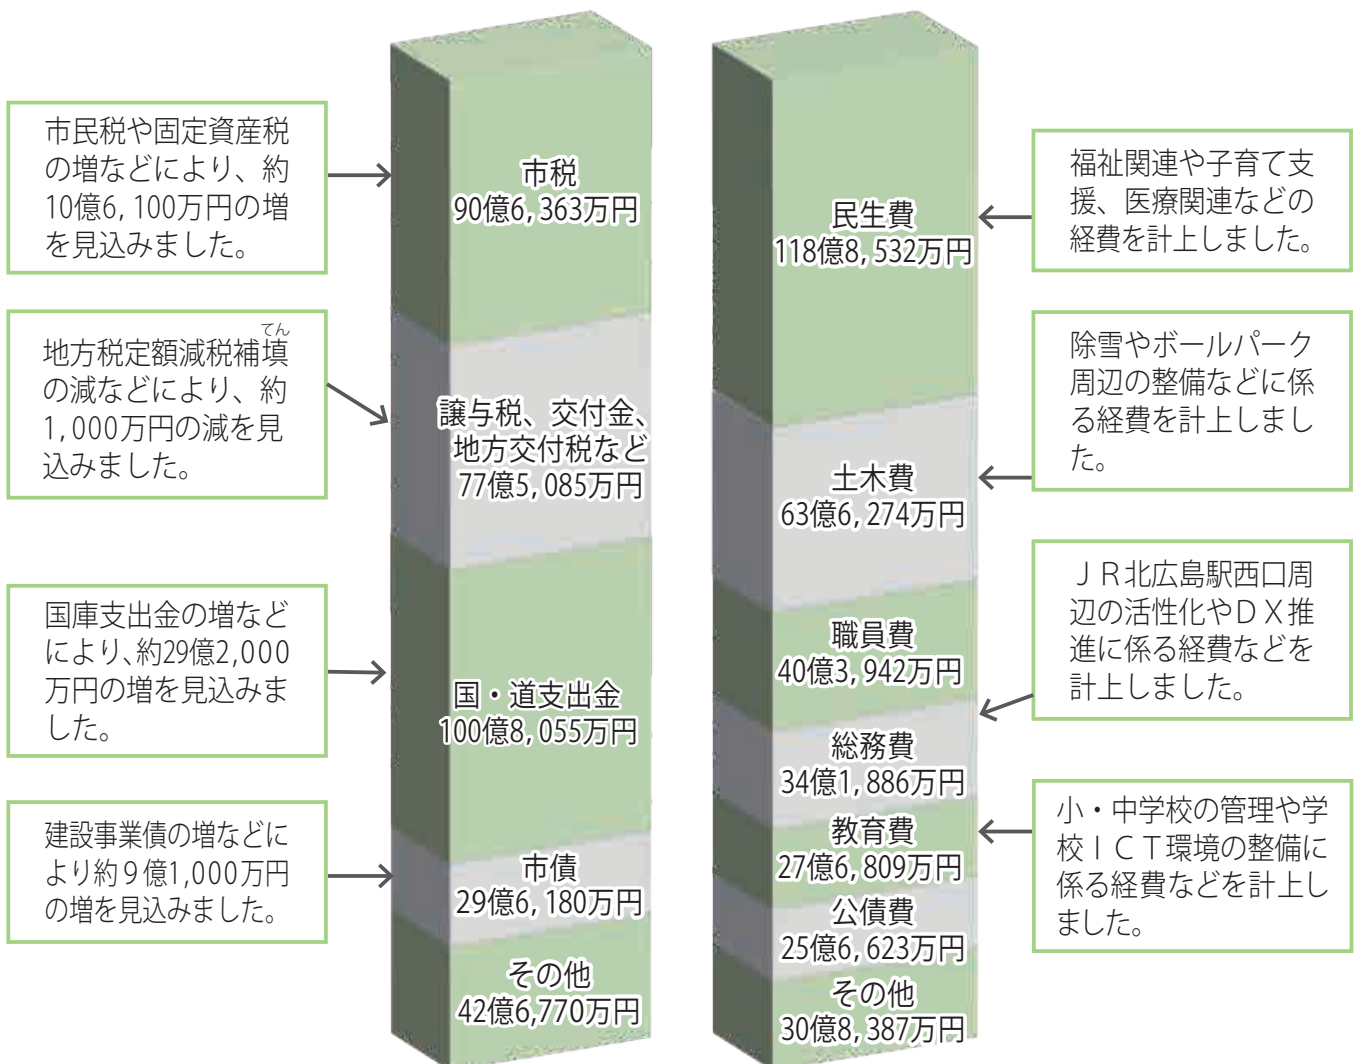 市民税や固定資産税
の増などにより、約
10億6,100万円の増
を見込みました。
てん
地方税定額減税補填
の減などにより、約
1,000万円の減を見
込みました。
国庫支出金の増など
により、約29億2,000
万円の増を見込みま
した。
建設事業債の増などに
より約9億1,000万円
の増を見込みました。
市税
90億6,363万円
譲与税、交付金、
地方交付税など
77億5,085万円
国・道支出金
100億8,055万円
市債
29億6,180万円
その他
42億6,770万円
民生費
118億8,532万円
土木費
63億6,274万円
職員費
40億3,942万円
総務費
34億1,886万円
教育費
27億6,809万円
公債費
25億6,623万円
その他
30億8,387万円
福祉関連や子育て支
援、医療関連などの
経費を計上しました。
除雪やボールパーク
周辺の整備などに係
る経費を計上しまし
た。
ＪＲ北広島駅西口周
辺の活性化やＤＸ推
進に係る経費などを
計上しました。
小・中学校の管理や学
校ＩＣＴ環境の整備に
係る経費などを計上し
ました。